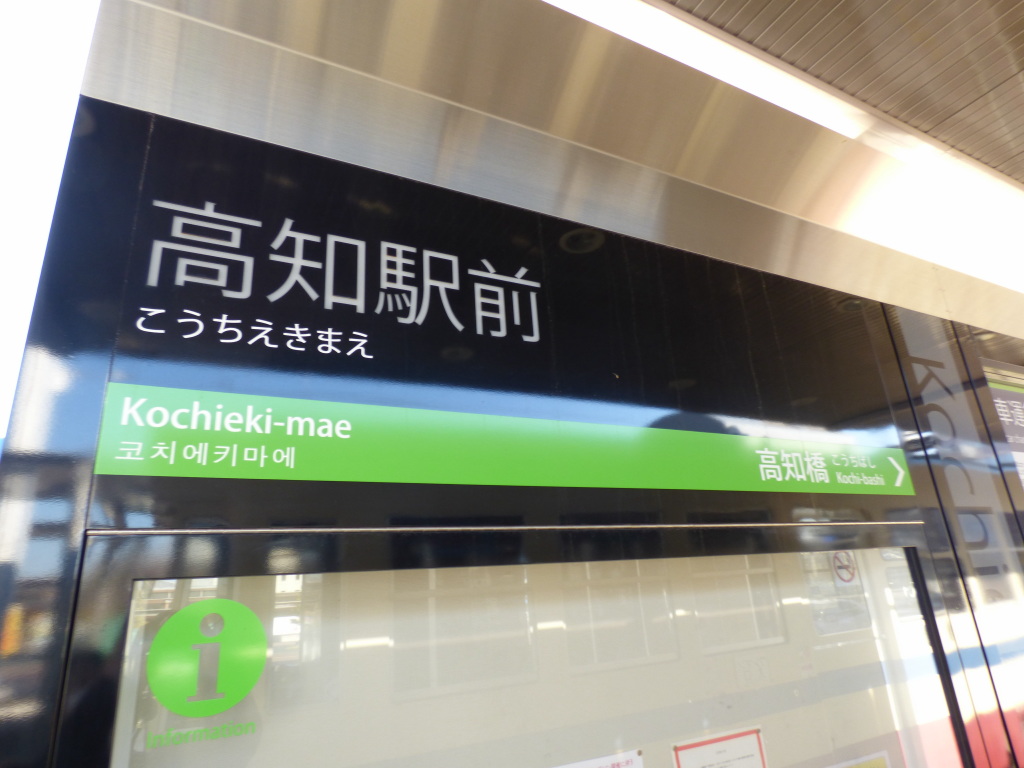 高知駅前
こうちえきまえ
Kochieki-mae
코치에키마에
高知橋
こうちばし
Kochi-bashi
i
Information